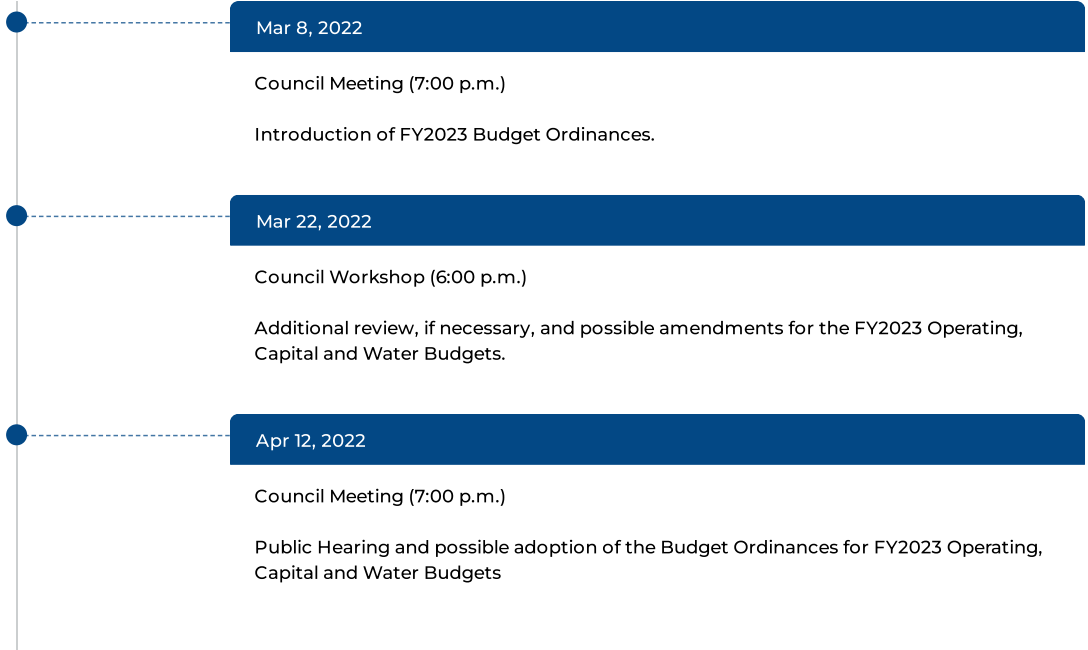 Mar 8, 2022
Council Meeting (7:00 p.m.)
Introduction of FY2023 Budget Ordinances.
Mar 22, 2022
Council Workshop (6:00 p.m.)
Additional review, if necessary, and possible amendments for the FY2023 Operating,
Capital and Water Budgets.
Apr 12, 2022
Council Meeting (7:00 p.m.)
Public Hearing and possible adoption of the Budget Ordinances for FY2023 Operating,
Capital and Water Budgets